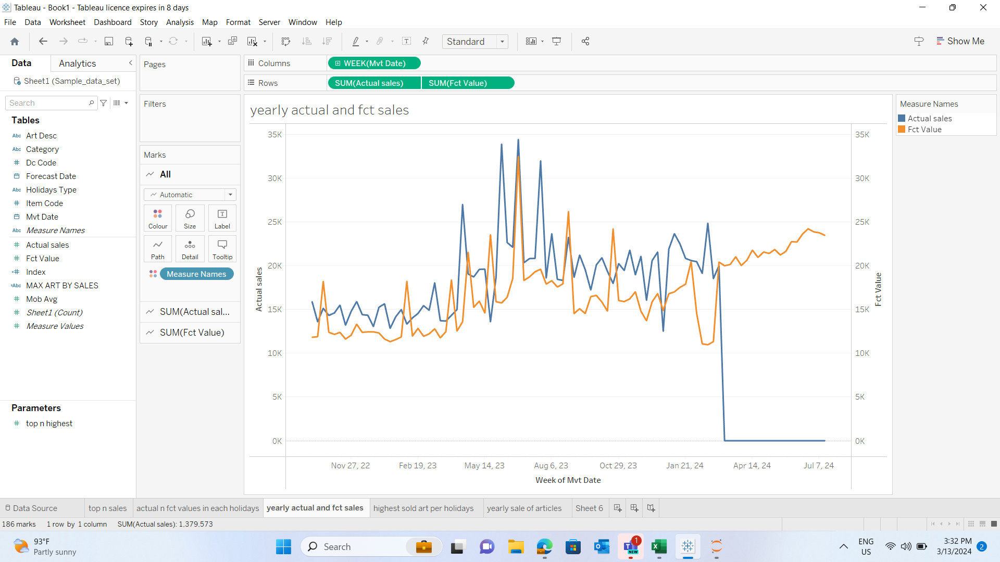 Tableau - Book1 - Tableau licence expires in 8 days
File Data Worksheet Dashboard Story Analysis Map Format Server Window Help
Standard
Show Me
Data Analytics
Sheet1 (Sample_data_set)
Search
Tables
Abc Art Desc
Abc Category
# Dc Code
Forecast Date
Abc Holidays Type
# Item Code
Mvt Date
Abc Measure Names
# Actual sales
# Fct Value
=# Index
=Abc MAX ART BY SALES
# Mob Avg
# Sheet1 (Count)
# Measure Values
Parameters
# top n highest
Pages
Filters
Marks
All
Automatic
Colour Size Label
Path Detail Tooltip
Measure Names
SUM(Actual sal...
SUM(Fct Value)
Columns WEEK(Mvt Date)
Rows SUM(Actual sales) SUM(Fct Value)
yearly actual and fct sales
35K
30K
25K
20K
15K
10K
5K
0K
Actual sales
35K
30K
25K
20K
15K
10K
5K
0K
Fct Value
Nov 27, 22 Feb 19, 23 May 14, 23 Aug 6, 23 Oct 29, 23 Jan 21, 24 Apr 14, 24 Jul 7, 24
Week of Mvt Date
Measure Names
Actual sales
Fct Value
Data Source top n sales actual n fct values in each holidays yearly actual and fct sales highest sold art per holidays yearly sale of articles Sheet 6
186 marks 1 row by 1 column SUM(Actual sales): 1,379,573
93°F
Partly sunny
Search
1
NEW
ENG
US
3:32 PM
3/13/2024
2